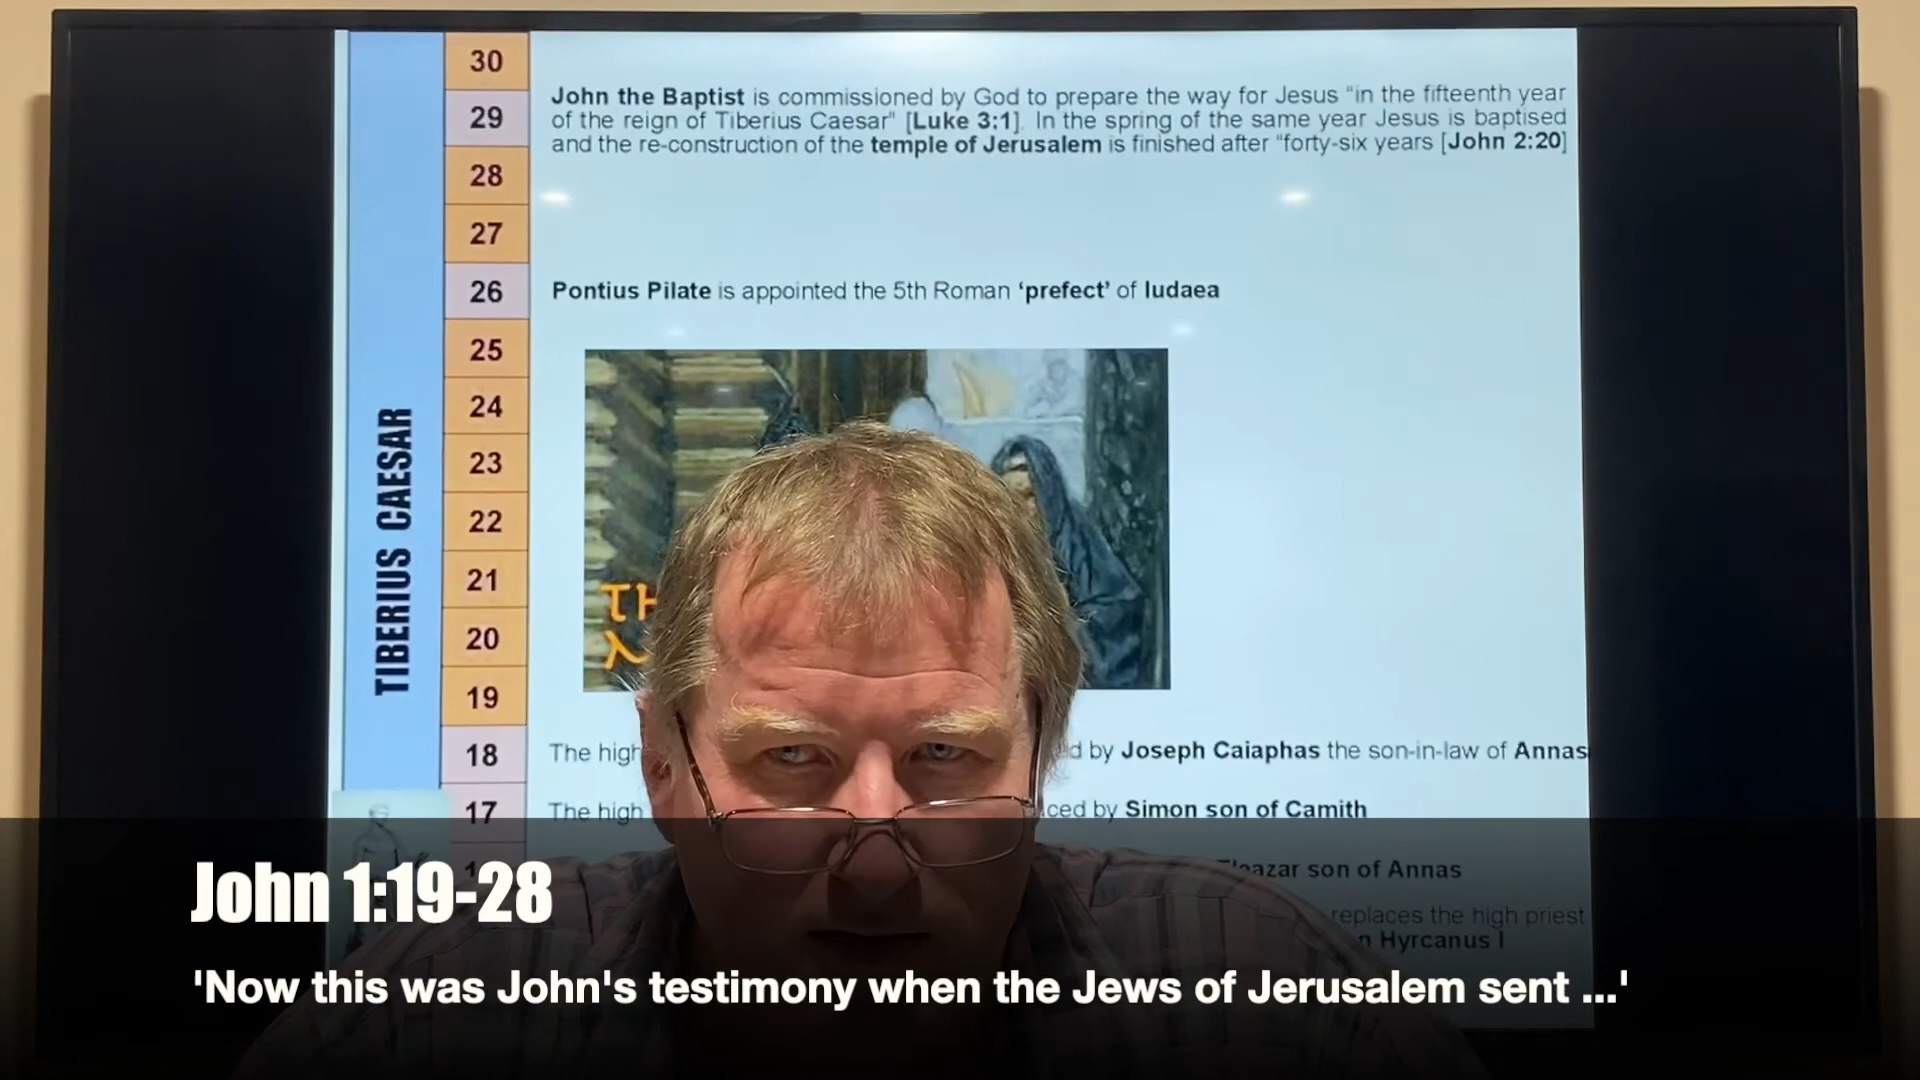 30
John the Baptist is commissioned by God to prepare the way for Jesus "in the fifteenth year
29
of the reign of Tiberius Caesar" [Luke 3:1]. In the spring of the same year Jesus is baptised
and the re-construction of the temple of Jerusalem is finished after "forty-six years [John 2:20]
28
27
26
Pontius Pilate is appointed the 5th Roman 'prefect' of Iudaea
25
24
23
22
21
20
19
TIBERIUS CAESAR
TH
18
The high
d by Joseph Caiaphas the son-in-law of Annas
17
The high
ced by Simon son of Camith
son of Annas
replaces the high priest
Hyrcanus I
John 1:19-28
'Now this was John's testimony when the Jews of Jerusalem sent ...'